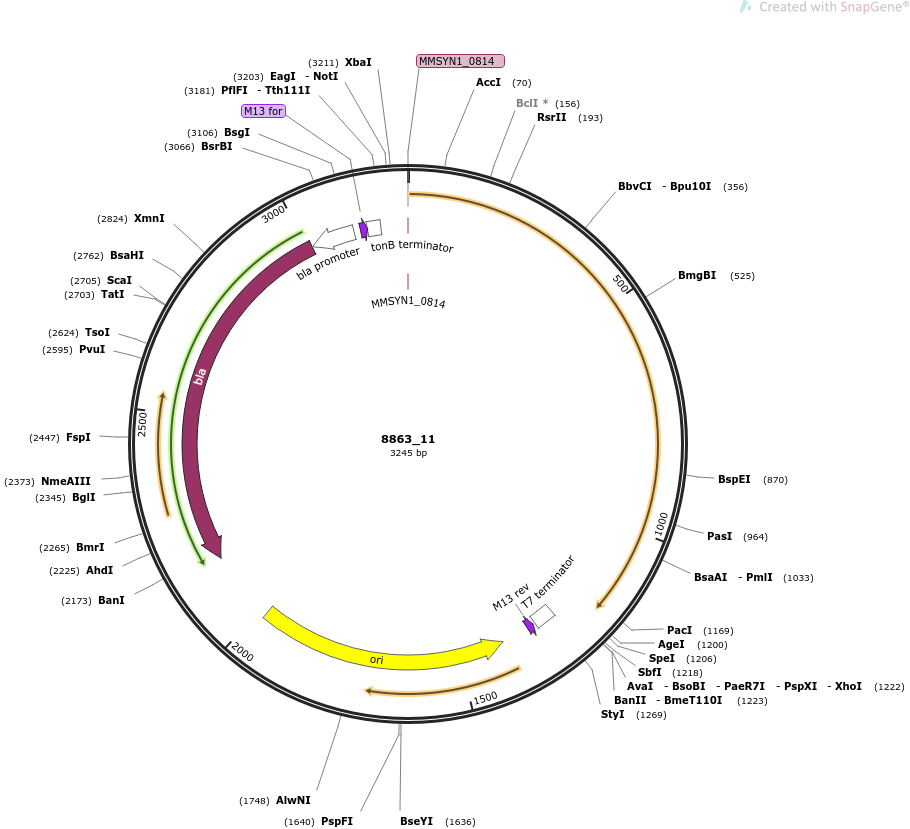 Created with SnapGene®
(3211) XbaI
MMSYN1_0814
(3203) EagI - NotI
AccI (70)
(3181) PflFI - Tth111I
BclI * (156)
M13 for
RsrII (193)
(3106) BsgI
(3066) BsrBI
BbvCI - Bpu10I (356)
3000
(2824) XmnI
tonB terminator
bla promoter
(2762) BsaHI
BmgBI (525)
(2705) ScaI
500
(2703) TatI
MMSYN1_0814
(2624) TsoI
(2595) PvuI
bla
2500
(2447) FspI
8863_11
3245 bp
(2373) NmeAIII
BspEI (870)
(2345) BglI
1000
PasI (964)
(2265) BmrI
(2225) AhdI
BsaAI - PmlI (1033)
T7 terminator
M13 rev
(2173) BanI
PacI (1169)
AgeI (1200)
2000
SpeI (1206)
ori
SbfI (1218)
AvaI - BsoBI - PaeR7I - PspXI - XhoI (1222)
1500
BanII - BmeT110I (1223)
StyI (1269)
(1748) AlwNI
(1640) PspFI
BseYI (1636)